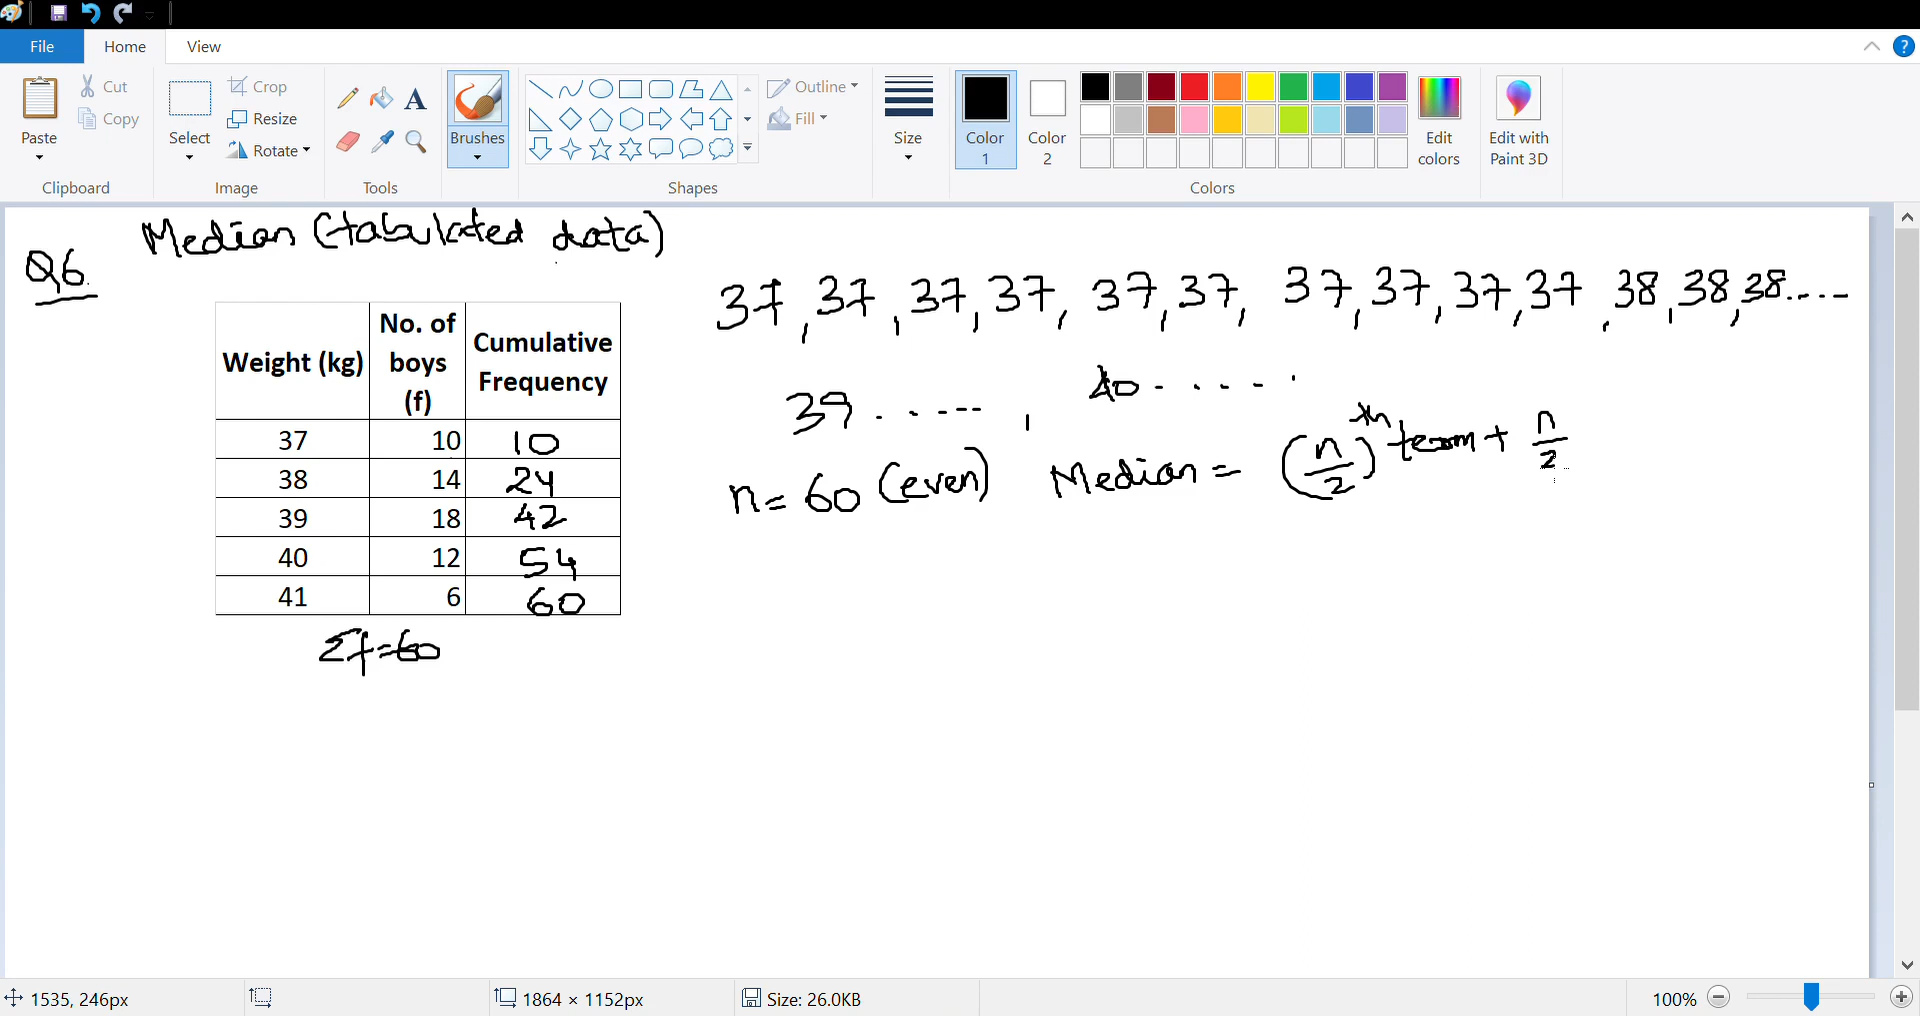 File Home View
Paste Cut Copy Clipboard
Select Crop Resize Rotate Image
Tools
Brushes
Shapes Outline Fill
Size
Color 1 Color 2 Edit colors Colors
Edit with Paint 3D
Median (tabulated data)
Q6.
37, 37, 37, 37, 37, 37, 37, 37, 37, 37, 38, 38, 38.....
Weight (kg) No. of boys (f) Cumulative Frequency
37 10 10
38 14 24
39 18 42
40 12 54
41 6 60
Σf=60
39 ....., 40 .....
n = 60 (even) Median = (n/2)th term + n/2
1535, 246px 1864 × 1152px Size: 26.0KB 100%